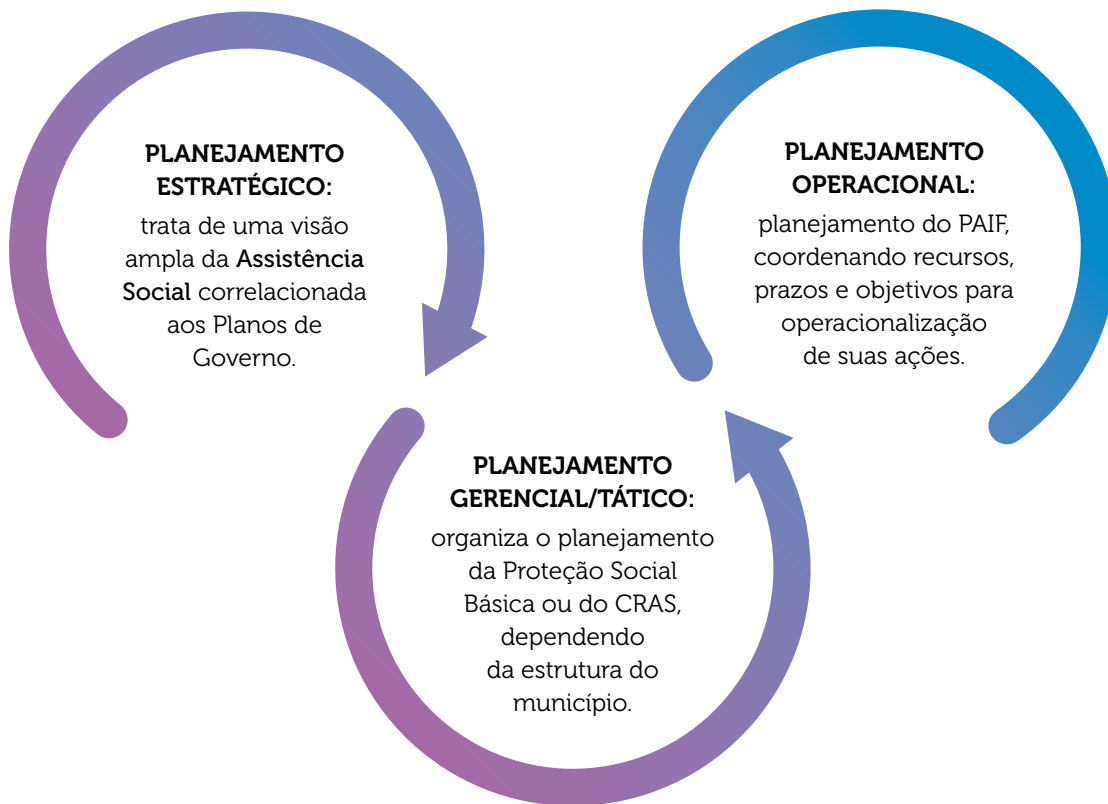 PLANEJAMENTO
ESTRATÉGICO:
trata de uma visão
ampla da Assistência
Social correlacionada
aos Planos de
Governo.
PLANEJAMENTO
GERENCIAL/TÁTICO:
organiza o planejamento
da Proteção Social
Básica ou do CRAS,
dependendo
da estrutura do
município.
PLANEJAMENTO
OPERACIONAL:
planejamento do PAIF,
coordenando recursos,
prazos e objetivos para
operacionalização
de suas ações.